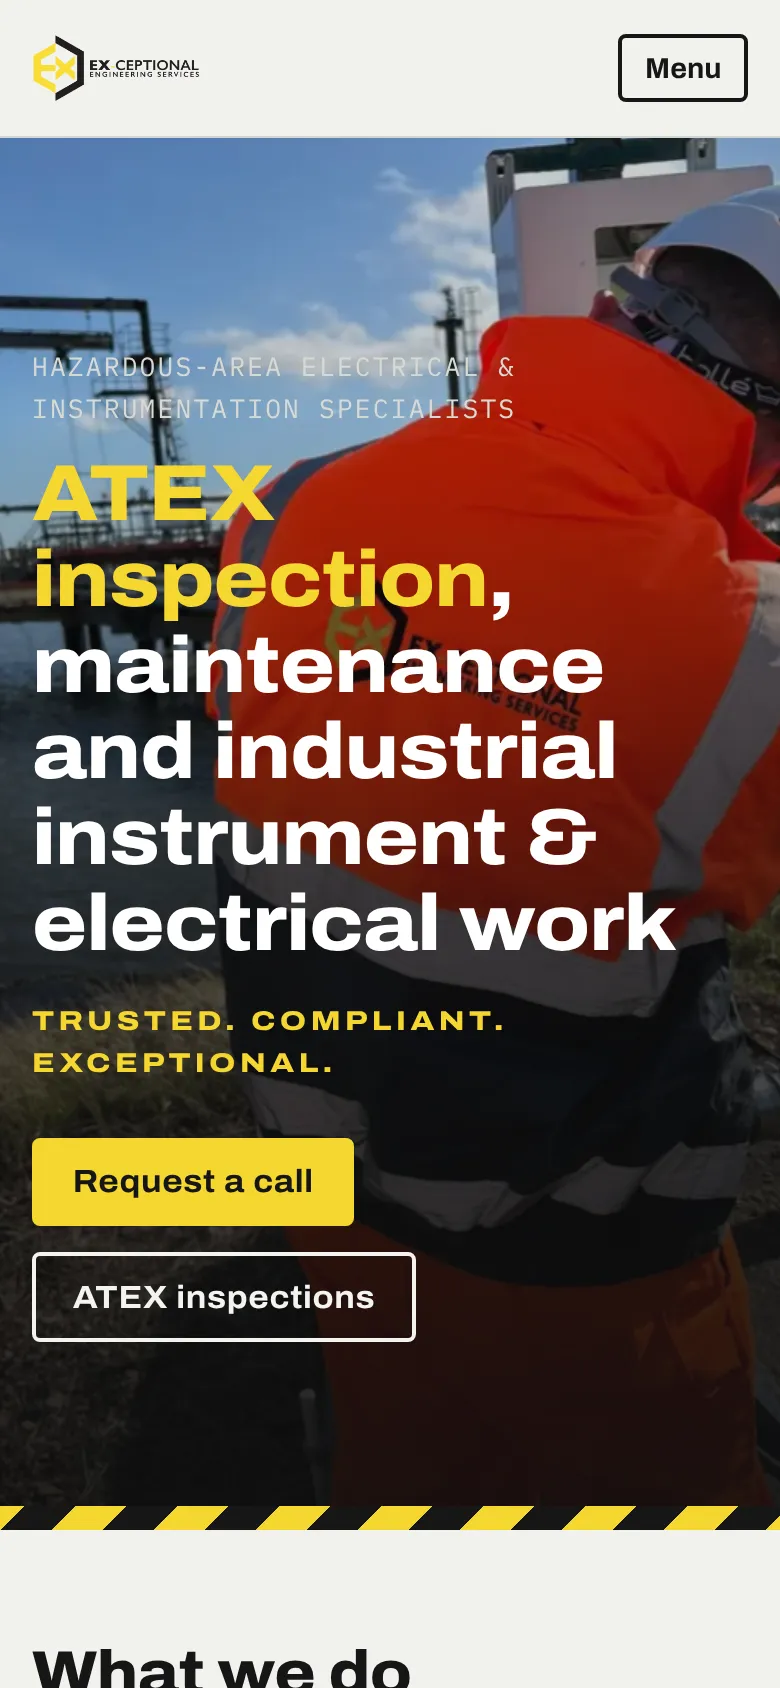 EX CEPTIONAL
ENGINEERING SERVICES
Menu
bollé
HAZARDOUS-AREA ELECTRICAL &
INSTRUMENTATION SPECIALISTS
ATEX
inspection,
maintenance
and industrial
instrument &
electrical work
TRUSTED. COMPLIANT.
EXCEPTIONAL.
Request a call
ATEX inspections
What we do